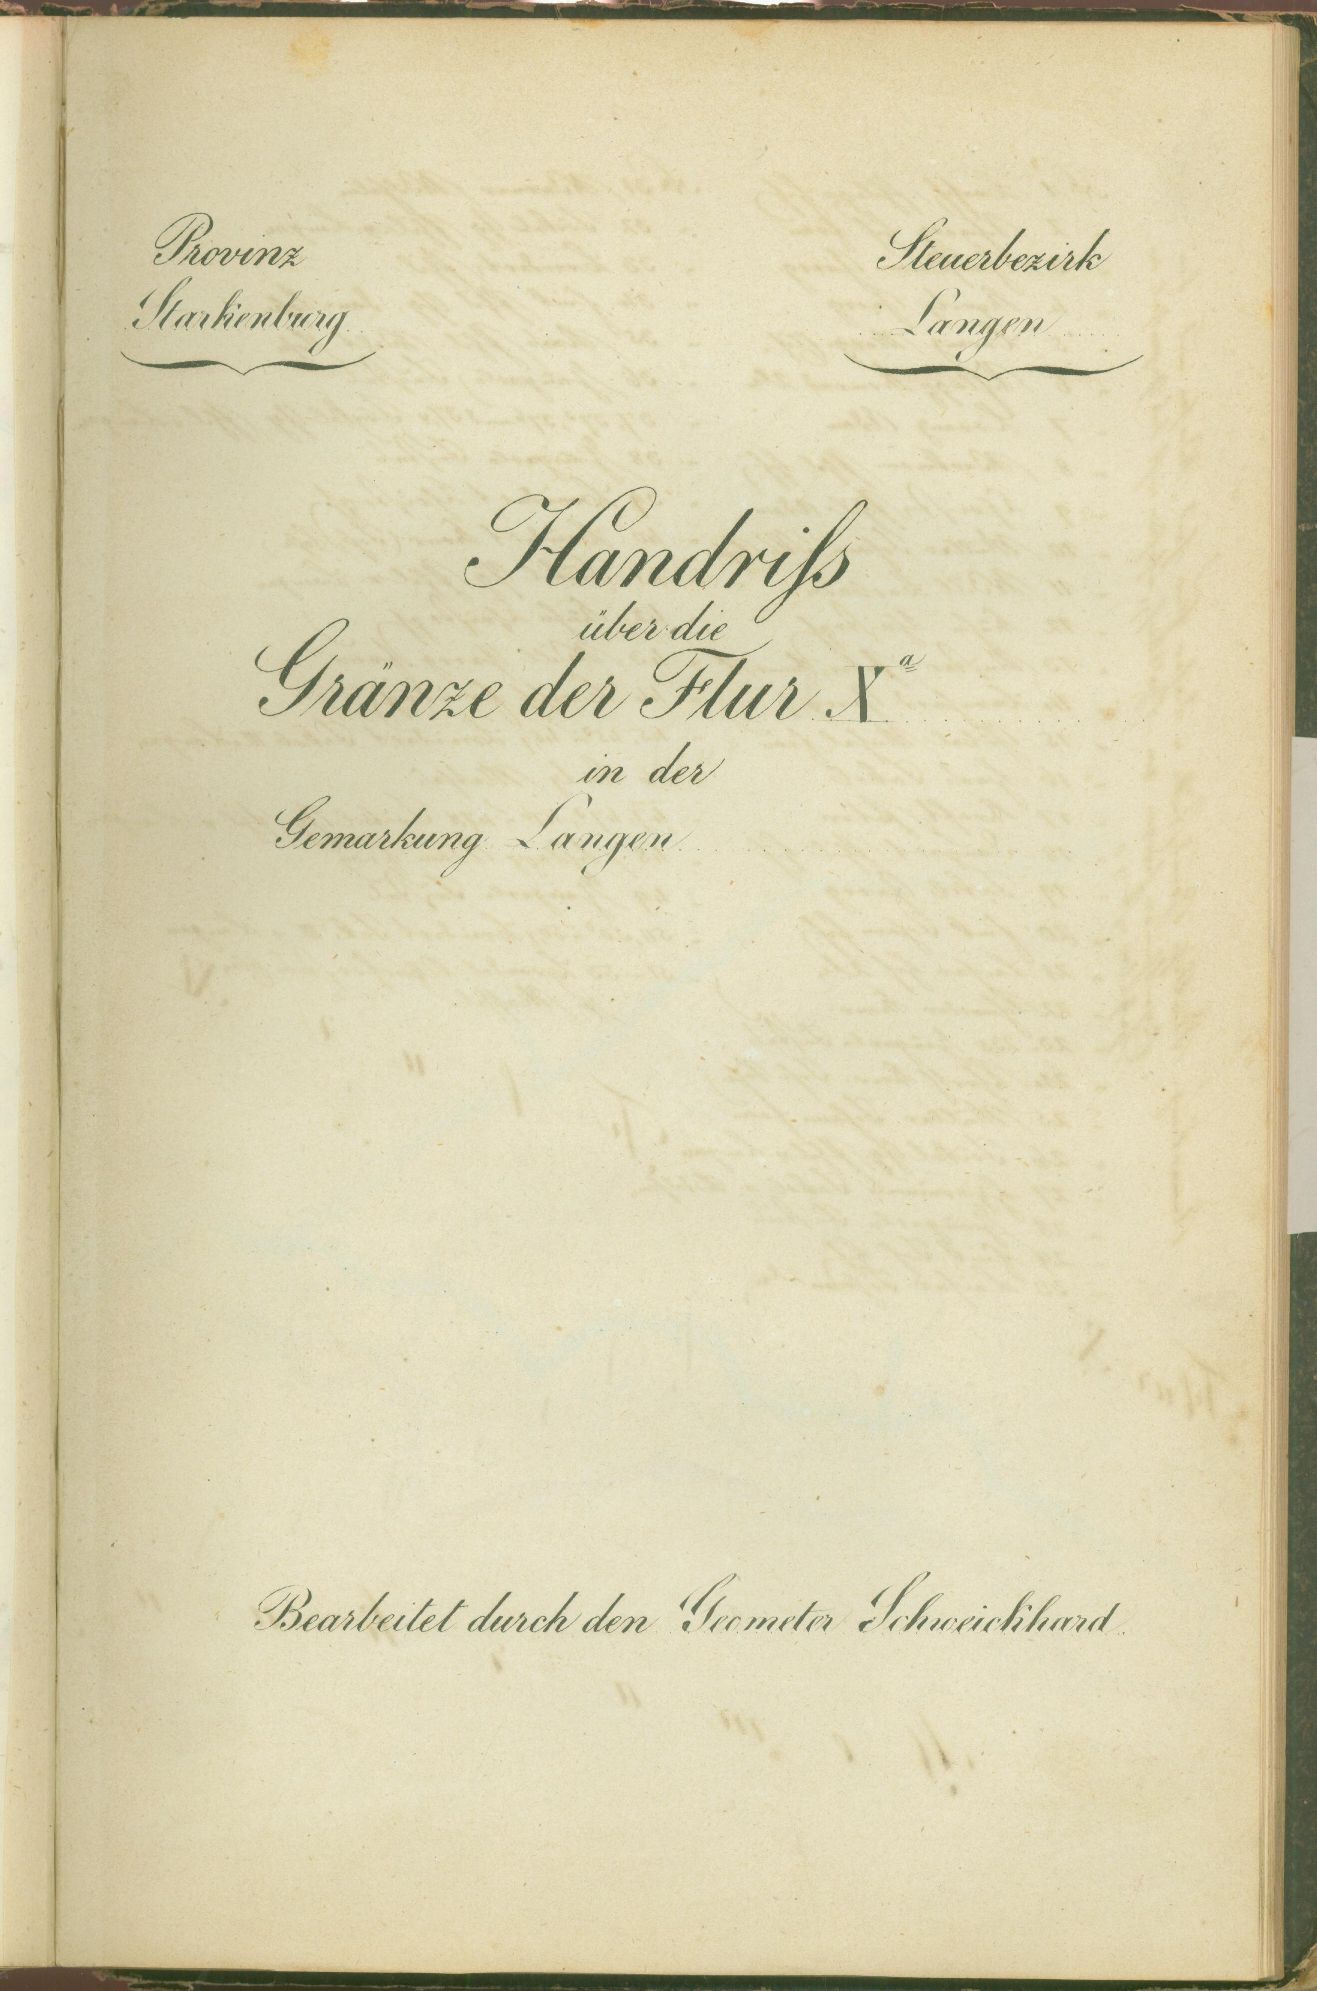 Provinz
Starkenburg
Steuerbezirk
Langen
Handriſs
über die
Gränze der Flur Xª
in der
Gemarkung Langen
Bearbeitet durch den Geometer Schweickhard